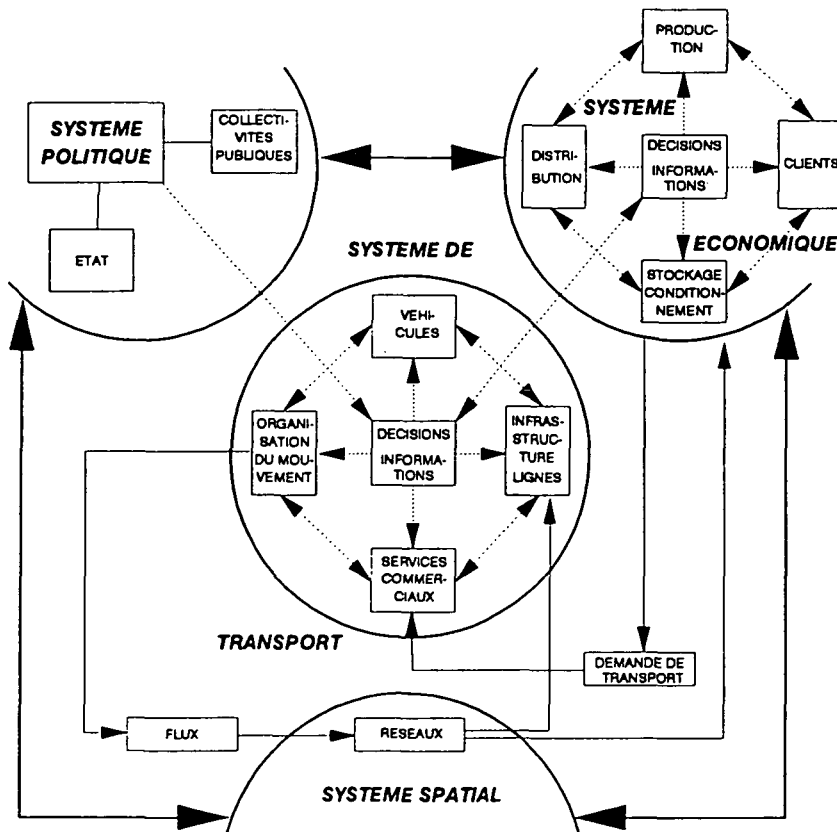 PRODUC-
TION
SYSTÈME
COLLECTI-
VITES
PUBLIQUES
SYSTEME
POLITIQUE
DISTRI-
BUTION
DECISIONS
INFORMA-
TIONS
CLIENTS
ETAT
ECONOMIQUE
SYSTEME DE
STOCKAGE
CONDITION-
NEMENT
VEHI-
CULES
ORGANI-
SATION
DU MOU-
VEMENT
DECISIONS
INFORMA-
TIONS
INFRAS-
STRUC-
TURE
LIGNES
SERVICES
COMMER-
CIAUX
TRANSPORT
DEMANDE DE
TRANSPORT
FLUX
RESEAUX
SYSTEME SPATIAL